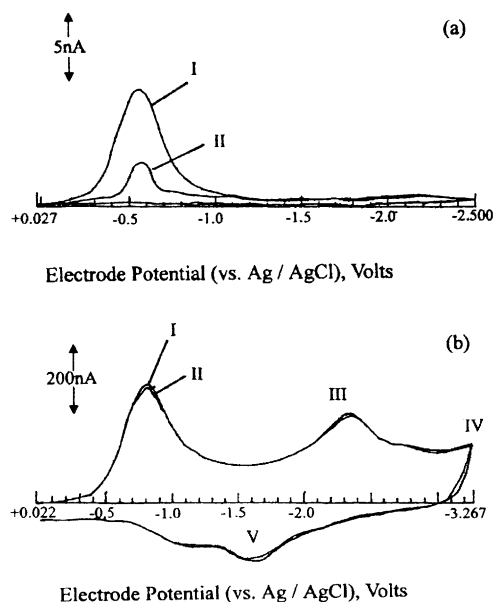 (a)
5nA
I
II
+0.027 -0.5 -1.0 -1.5 -2.0 -2.500
Electrode Potential (vs. Ag / AgCl), Volts
(b)
I
200nA
II
III
IV
+0.022 -0.5 -1.0 -1.5 -2.0 -3.267
V
Electrode Potential (vs. Ag / AgCl), Volts